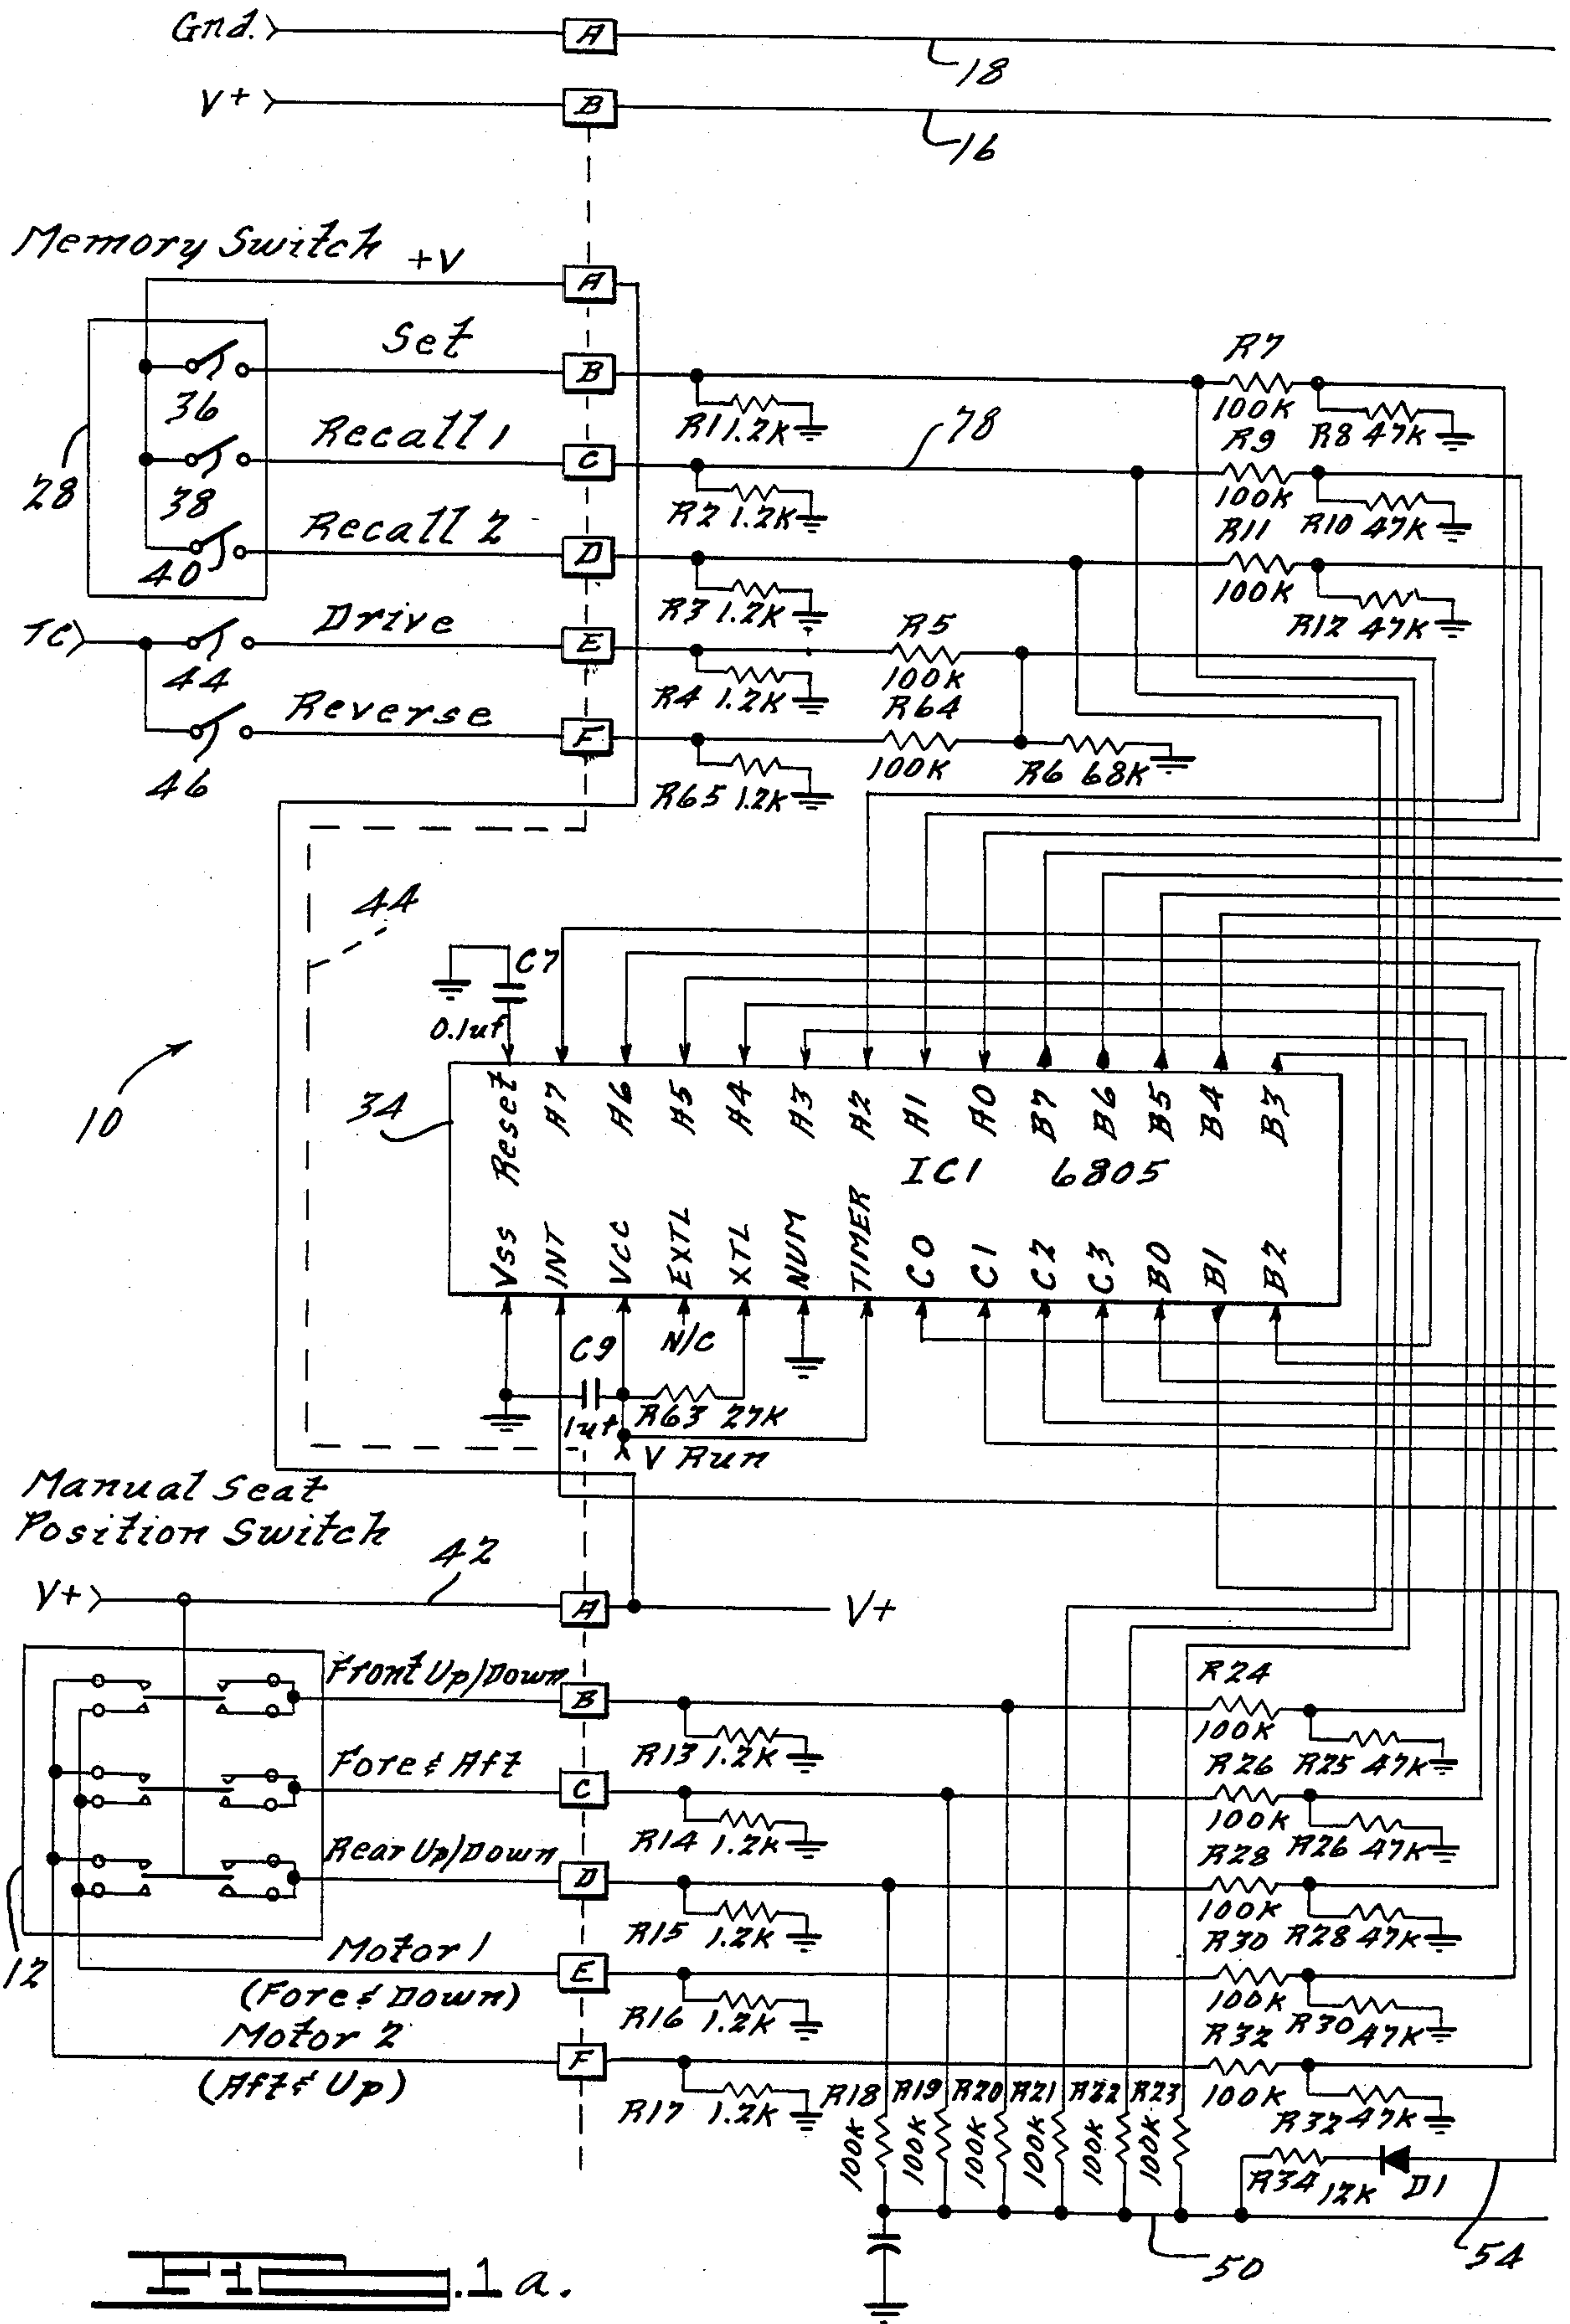 Gnd. A 18
V+ B 16
Memory Switch +V A
Set B R7
36 R1 1.2K 100K R8 47K
Recall 1 C 78 R9
28 38 R2 1.2K 100K R10 47K
Recall 2 D R11
40 R3 1.2K 100K R12 47K
TC Drive E R5
44 R4 1.2K 100K
Reverse F R64
46 R65 1.2K 100K R6 68K
44
C7
0.1uf
10 34
Reset A7 A6 A5 A4 A3 A2 A1 A0 B7 B6 B5 B4 B3
IC1 6805
Vss INT Vcc EXTL XTL NUM TIMER C0 C1 C2 C3 B0 B1 B2
C9 N/C
1uf R63 27K
V Run
Manual Seat
Position Switch
42
V+ A V+
Front Up/Down B R24
R13 1.2K 100K R25 47K
Fore & Aft C R26
R14 1.2K 100K R26 47K
Rear Up/Down D R28
R15 1.2K 100K R28 47K
12 Motor 1 E R30
(Fore & Down) R16 1.2K 100K R30 47K
Motor 2 F R32
(Aft & Up) R17 1.2K 100K R32 47K
R18 R19 R20 R21 R22 R23
100K 100K 100K 100K 100K 100K
R34 12K D1
50 54
Fig.1a.